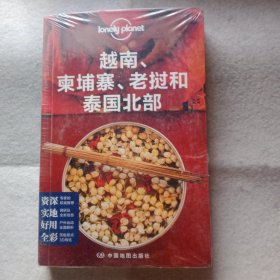 lonely planet
越南、
柬埔寨、老挝和
泰国北部
资深
实地
好用
全彩
中国地图出版社